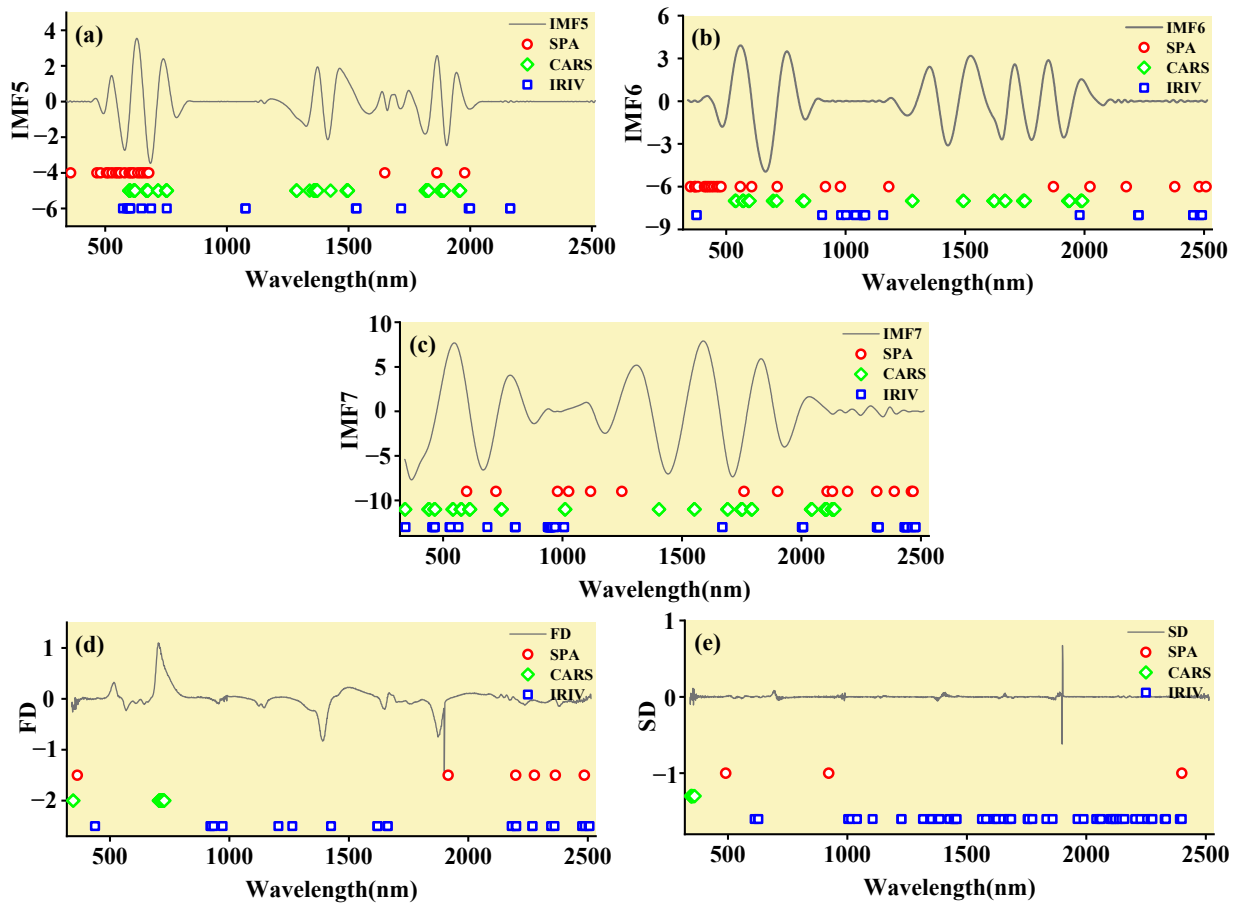 (a)
IMF5
SPA
CARS
IRIV
4
2
0
−2
−4
−6
IMF5
500
1000
1500
2000
2500
Wavelength(nm)
(b)
IMF6
SPA
CARS
IRIV
6
3
0
−3
−6
−9
IMF6
500
1000
1500
2000
2500
Wavelength(nm)
(c)
IMF7
SPA
CARS
IRIV
10
5
0
−5
−10
IMF7
500
1000
1500
2000
2500
Wavelength(nm)
(d)
FD
SPA
CARS
IRIV
1
0
−1
−2
FD
500
1000
1500
2000
2500
Wavelength(nm)
(e)
SD
SPA
CARS
IRIV
1
0
−1
SD
500
1000
1500
2000
2500
Wavelength(nm)